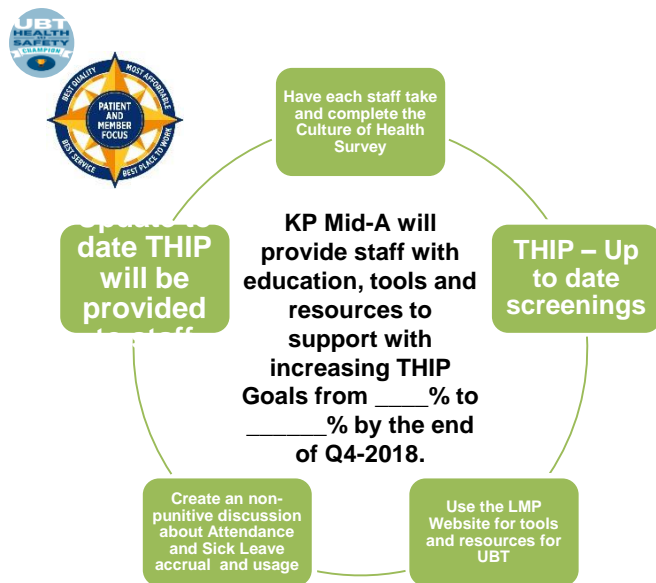 UBT
HEALTH
SAFETY
CHAMPION
BEST QUALITY
MOST AFFORDABLE
PATIENT
AND
MEMBER
FOCUS
BEST SERVICE
BEST PLACE TO WORK
Have each staff take
and complete the
Culture of Health
Survey
Update to
date THIP
will be
provided
to staff
KP Mid-A will
provide staff with
education, tools and
resources to
support with
increasing THIP
Goals from ____% to
______% by the end
of Q4-2018.
THIP – Up
to date
screenings
Create an non-
punitive discussion
about Attendance
and Sick Leave
accrual and usage
Use the LMP
Website for tools
and resources for
UBT